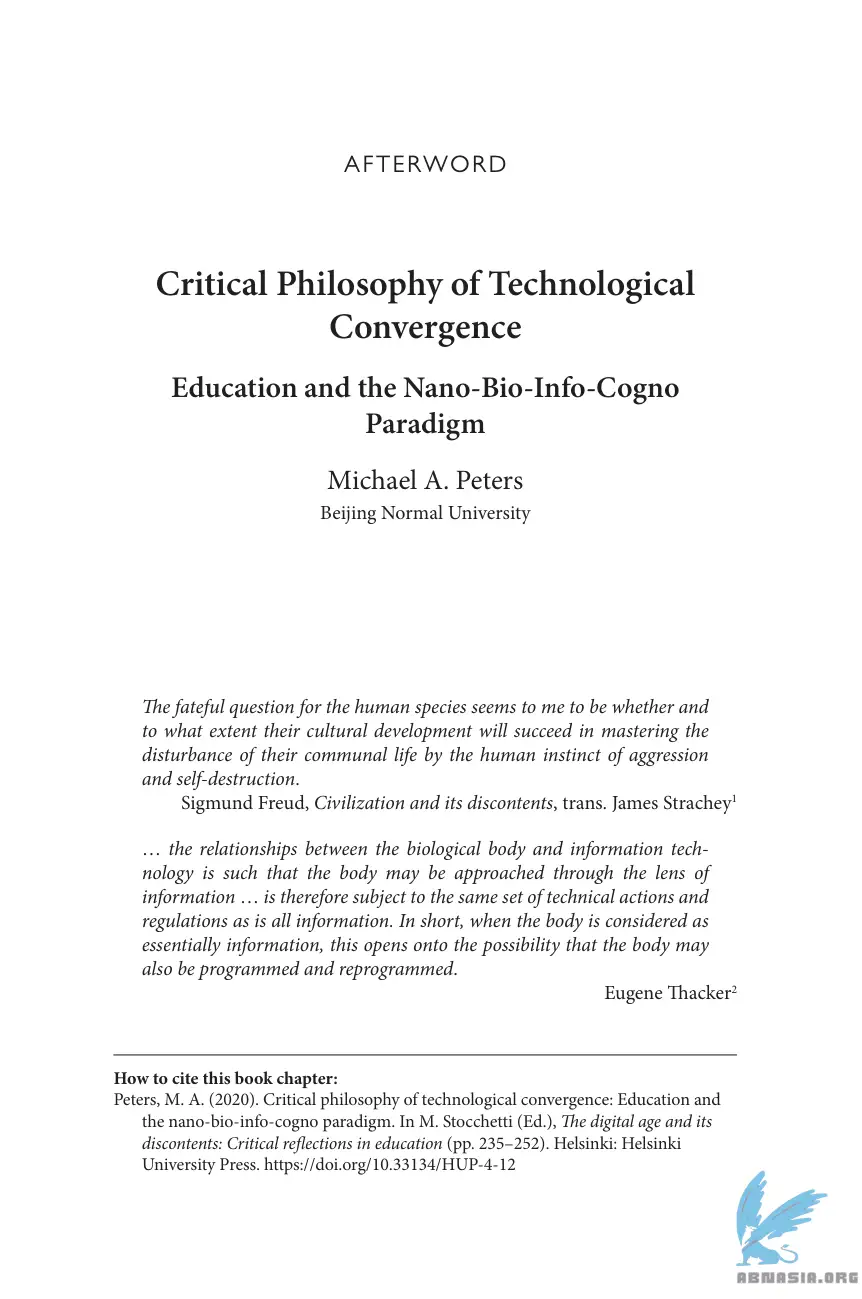 AFTERWORD
Critical Philosophy of Technological
Convergence
Education and the Nano-Bio-Info-Cogno
Paradigm
Michael A. Peters
Beijing Normal University
The fateful question for the human species seems to me to be whether and
to what extent their cultural development will succeed in mastering the
disturbance of their communal life by the human instinct of aggression
and self-destruction.
Sigmund Freud, Civilization and its discontents, trans. James Strachey1
… the relationships between the biological body and information tech-
nology is such that the body may be approached through the lens of
information … is therefore subject to the same set of technical actions and
regulations as is all information. In short, when the body is considered as
essentially information, this opens onto the possibility that the body may
also be programmed and reprogrammed.
Eugene Thacker2
How to cite this book chapter:
Peters, M. A. (2020). Critical philosophy of technological convergence: Education and
the nano-bio-info-cogno paradigm. In M. Stocchetti (Ed.), The digital age and its
discontents: Critical reflections in education (pp. 235–252). Helsinki: Helsinki
University Press. https://doi.org/10.33134/HUP-4-12
ABNASIA.ORG